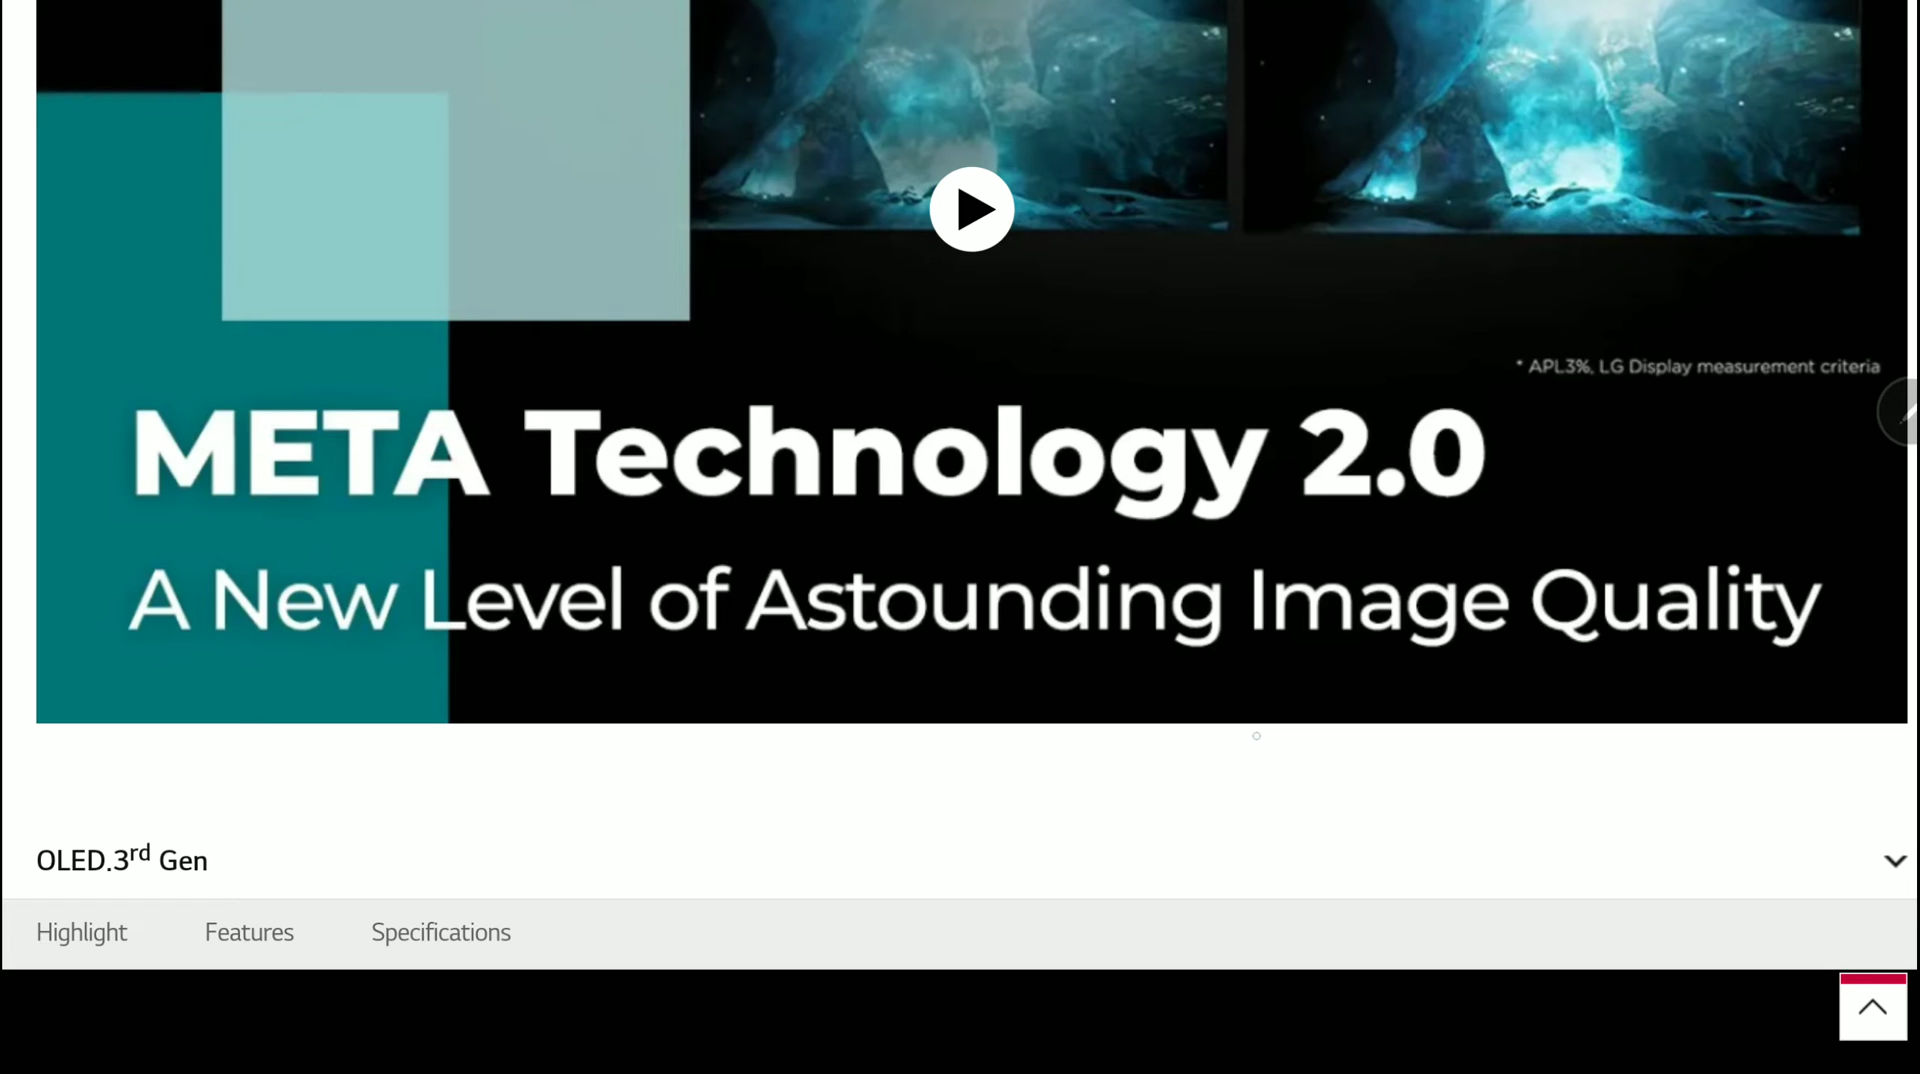 * APL3%, LG Display measurement criteria
META Technology 2.0
A New Level of Astounding Image Quality
OLED.3rd Gen
Highlight Features Specifications